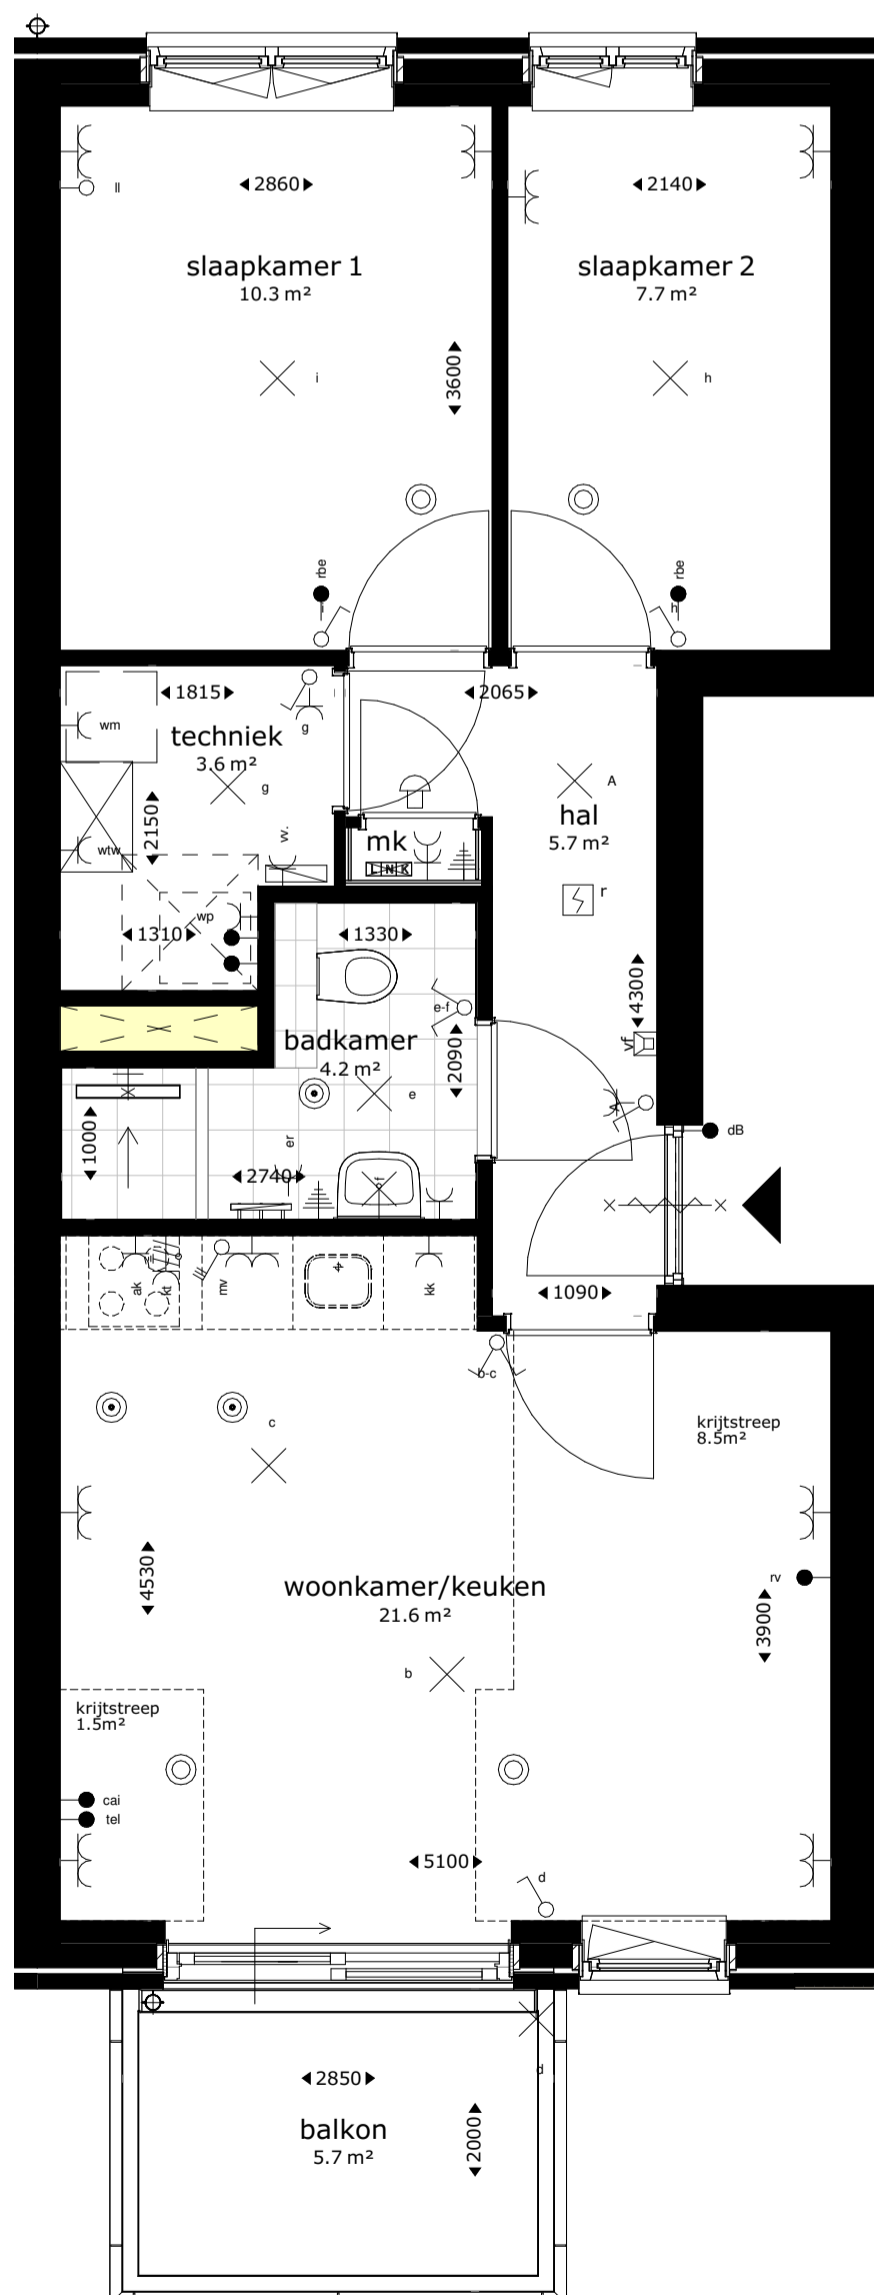 ll
2860
2140
slaapkamer 1
10.3 m²
slaapkamer 2
7.7 m²
3600
i
h
rbe
i
rbe
h
1815
2065
wm
g
techniek
3.6 m²
g
A
hal
5.7 m²
2150
wtw
vv.
mk
L N K
r
wp
1310
1330
4300
e-f
badkamer
4.2 m²
2090
vf
e
A
1000
er
dB
2740
f
ak
kt
mv
kk
1090
b-c
c
krijtstreep
8.5m²
4530
woonkamer/keuken
21.6 m²
rv
3900
b
krijtstreep
1.5m²
cai
tel
5100
d
d
2850
balkon
5.7 m²
2000